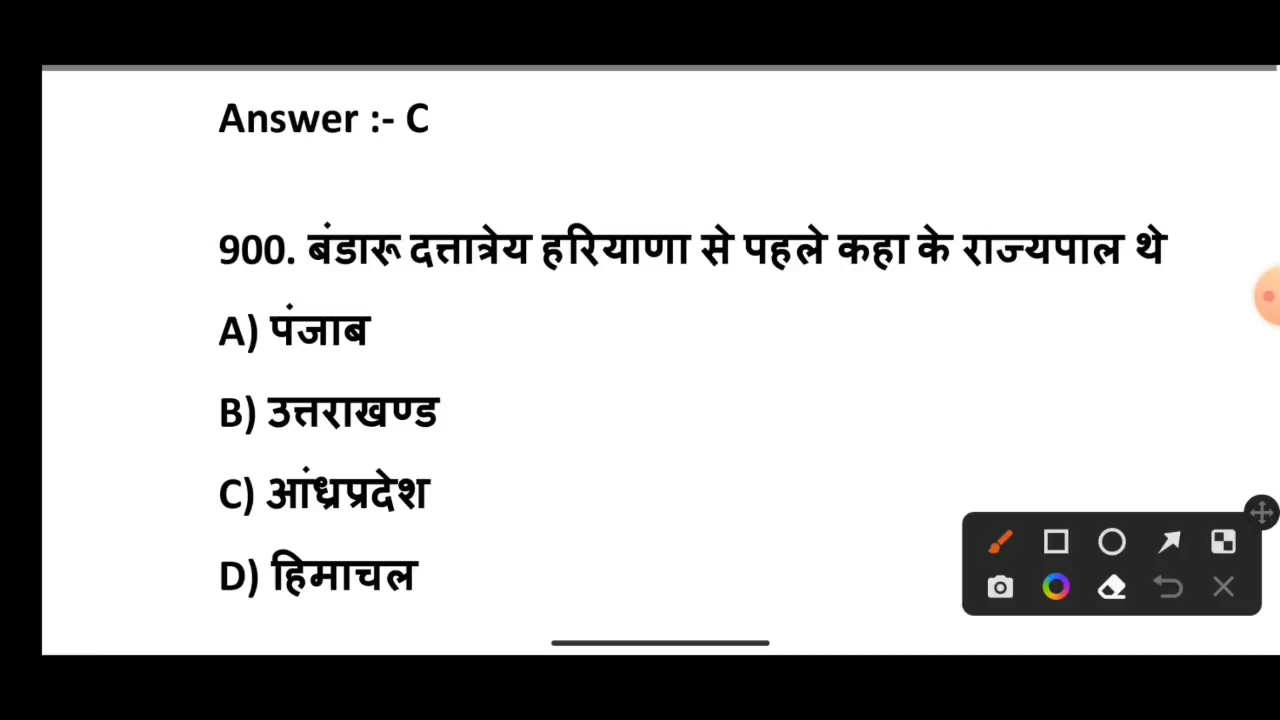 Answer :- C
900. बंडारू दत्तात्रेय हरियाणा से पहले कहा के राज्यपाल थे
A) पंजाब
B) उत्तराखण्ड
C) आंध्रप्रदेश
D) हिमाचल